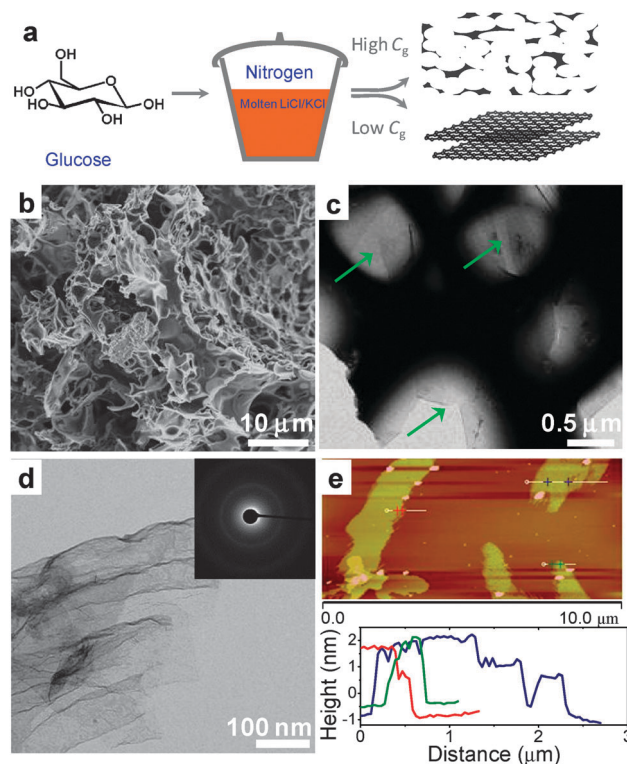 a
OH
HO
HO
O
OH
OH
Glucose
Nitrogen
Molten LiCl/KCl
High Cg
Low Cg
b
10 μm
c
0.5 μm
d
100 nm
e
0.0
10.0 μm
Height (nm)
2
1
0
-1
0
1
2
3
Distance (μm)